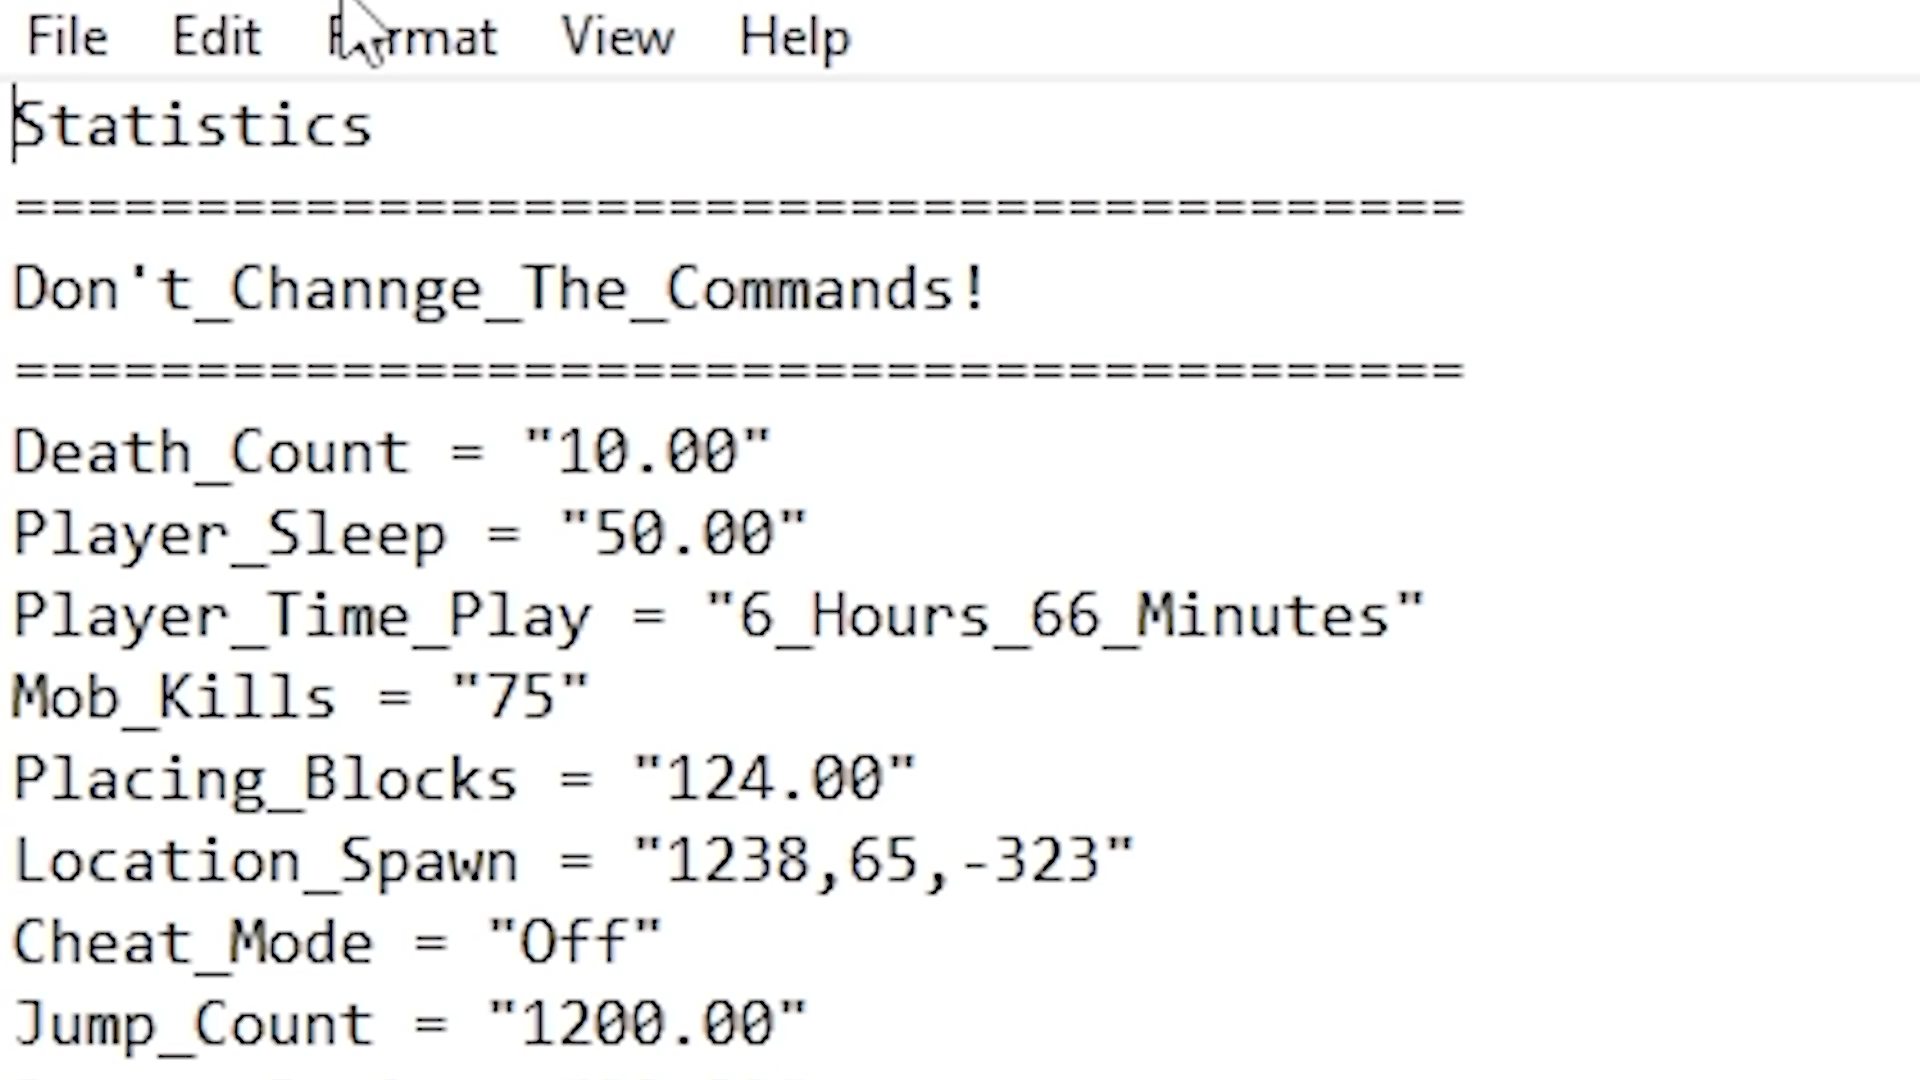 File Edit Format View Help
Statistics
========================================
Don't_Channge_The_Commands!
========================================
Death_Count = "10.00"
Player_Sleep = "50.00"
Player_Time_Play = "6_Hours_66_Minutes"
Mob_Kills = "75"
Placing_Blocks = "124.00"
Location_Spawn = "1238,65,-323"
Cheat_Mode = "Off"
Jump_Count = "1200.00"